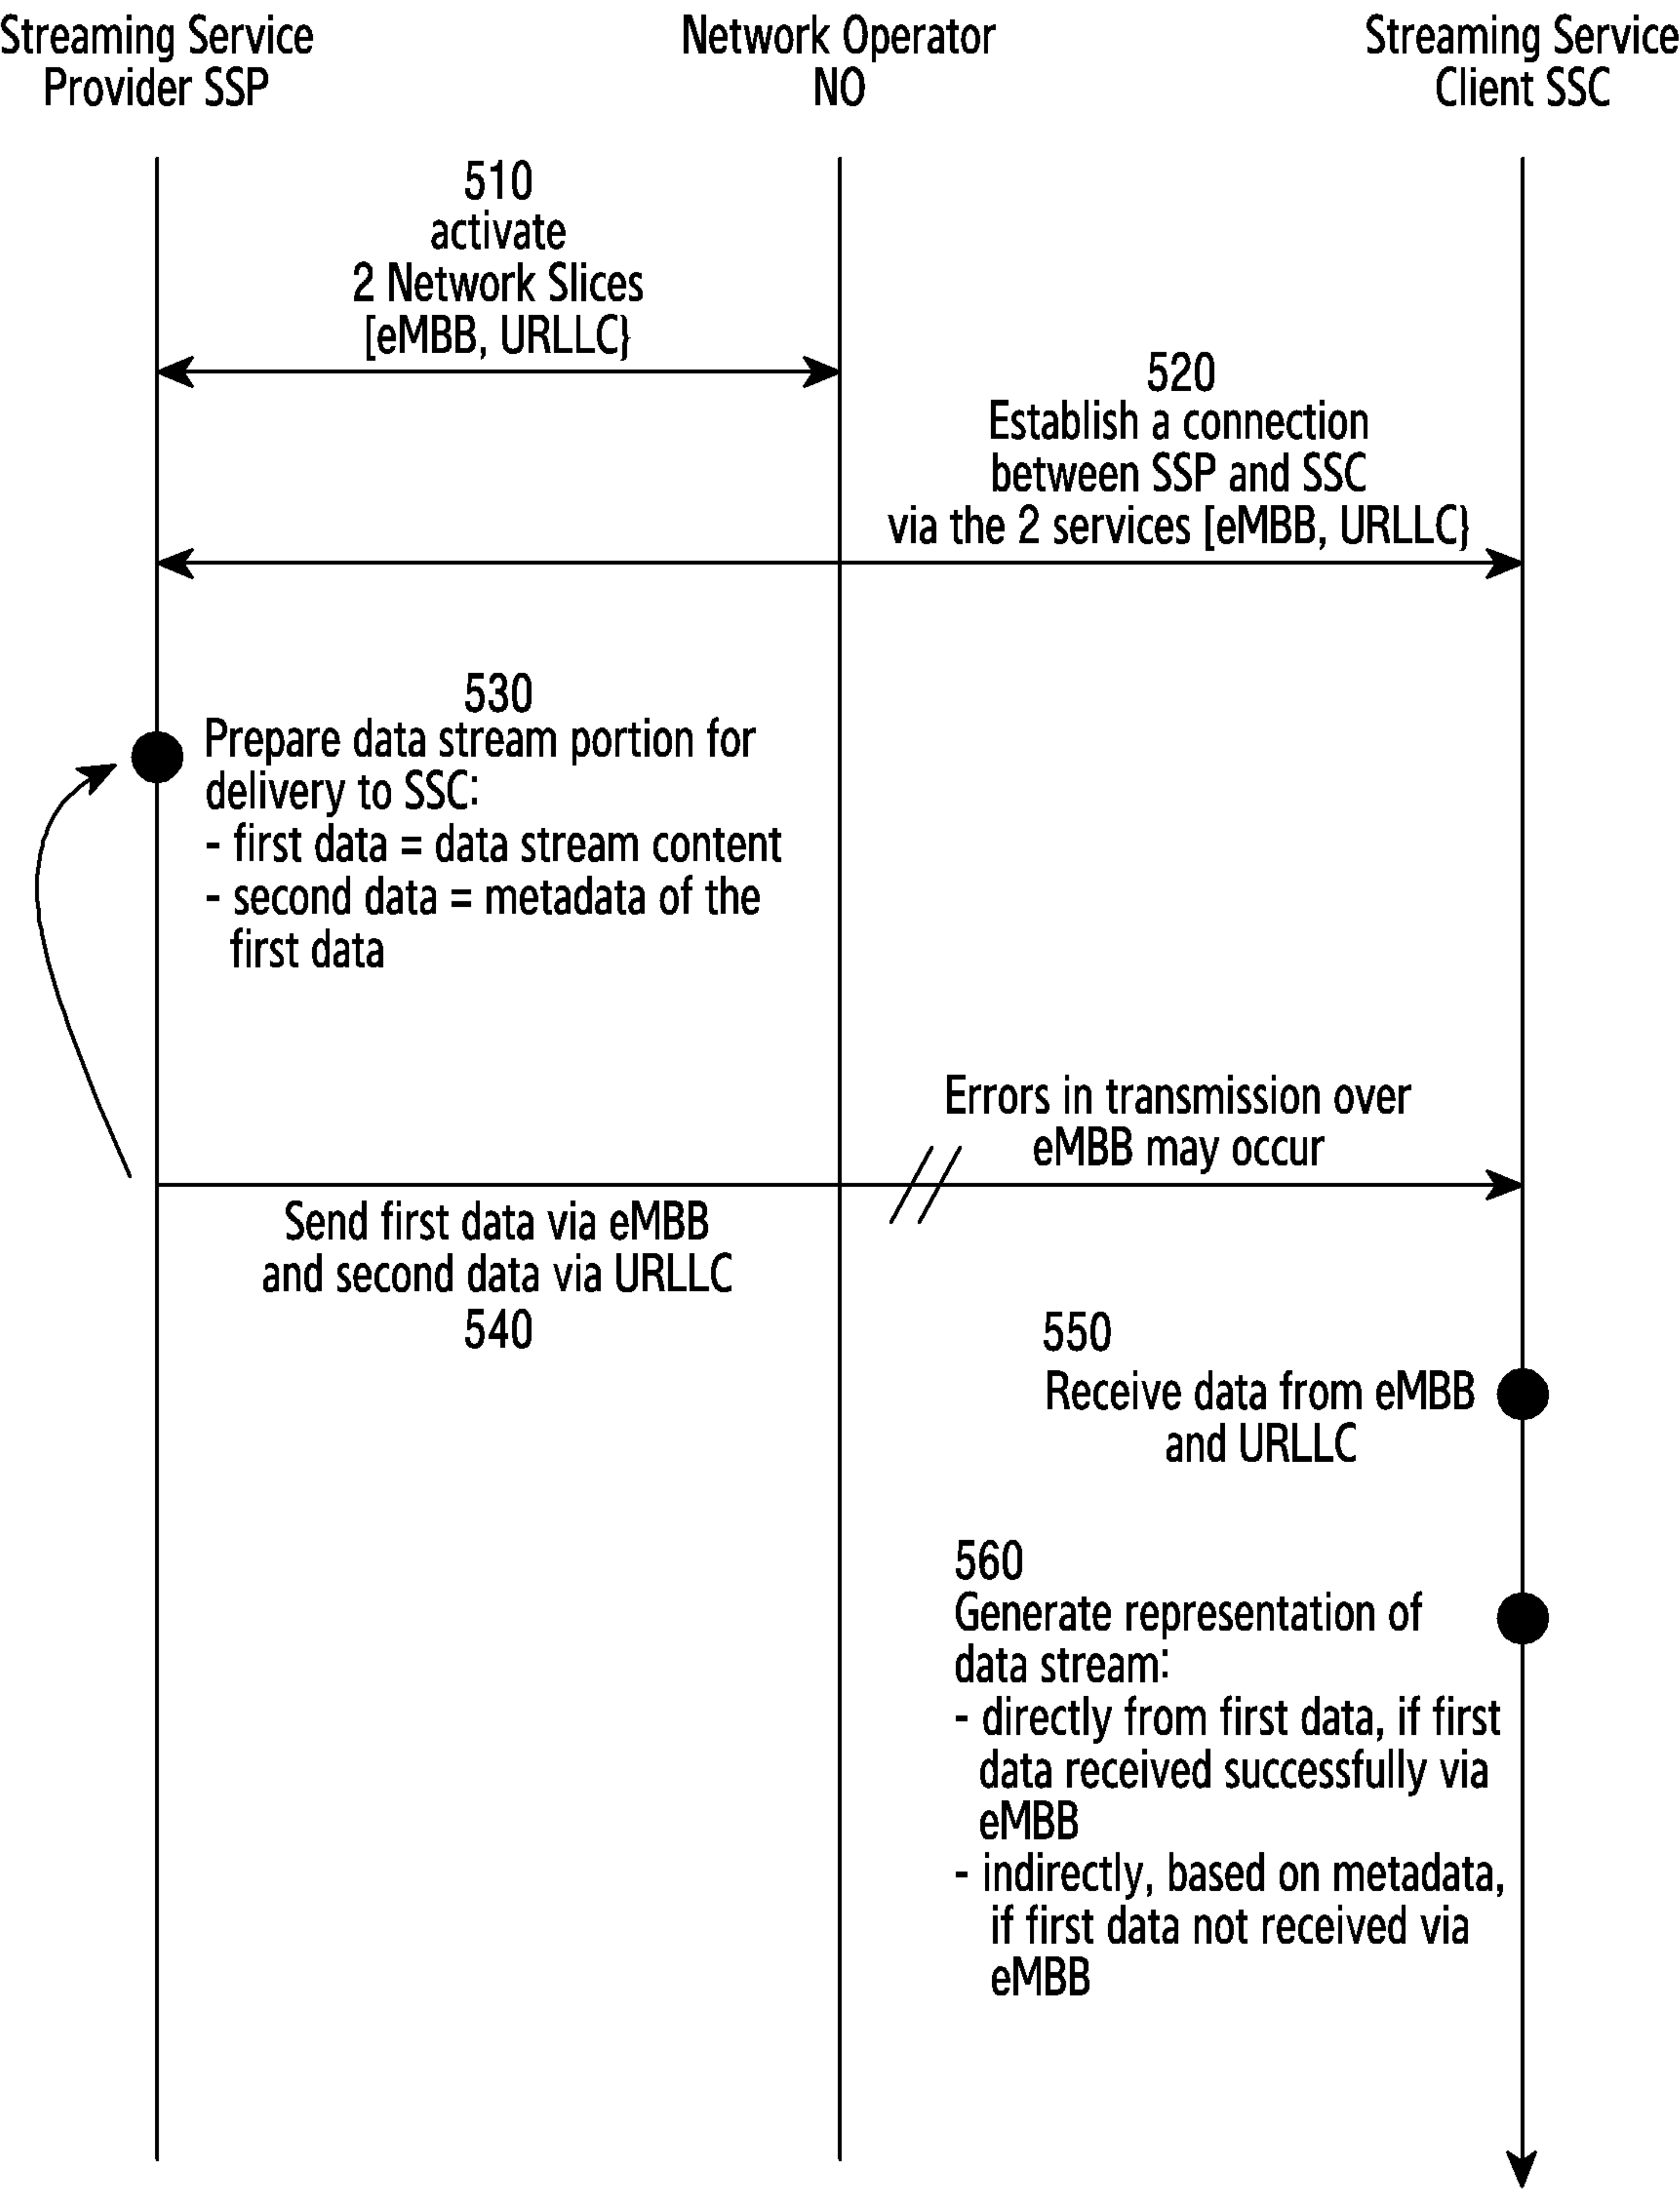 Streaming Service
Provider SSP
Network Operator
NO
Streaming Service
Client SSC
510
activate
2 Network Slices
[eMBB, URLLC}
520
Establish a connection
between SSP and SSC
via the 2 services [eMBB, URLLC}
530
Prepare data stream portion for
delivery to SSC:
- first data = data stream content
- second data = metadata of the
first data
Errors in transmission over
eMBB may occur
Send first data via eMBB
and second data via URLLC
540
550
Receive data from eMBB
and URLLC
560
Generate representation of
data stream:
- directly from first data, if first
data received successfully via
eMBB
- indirectly, based on metadata,
if first data not received via
eMBB